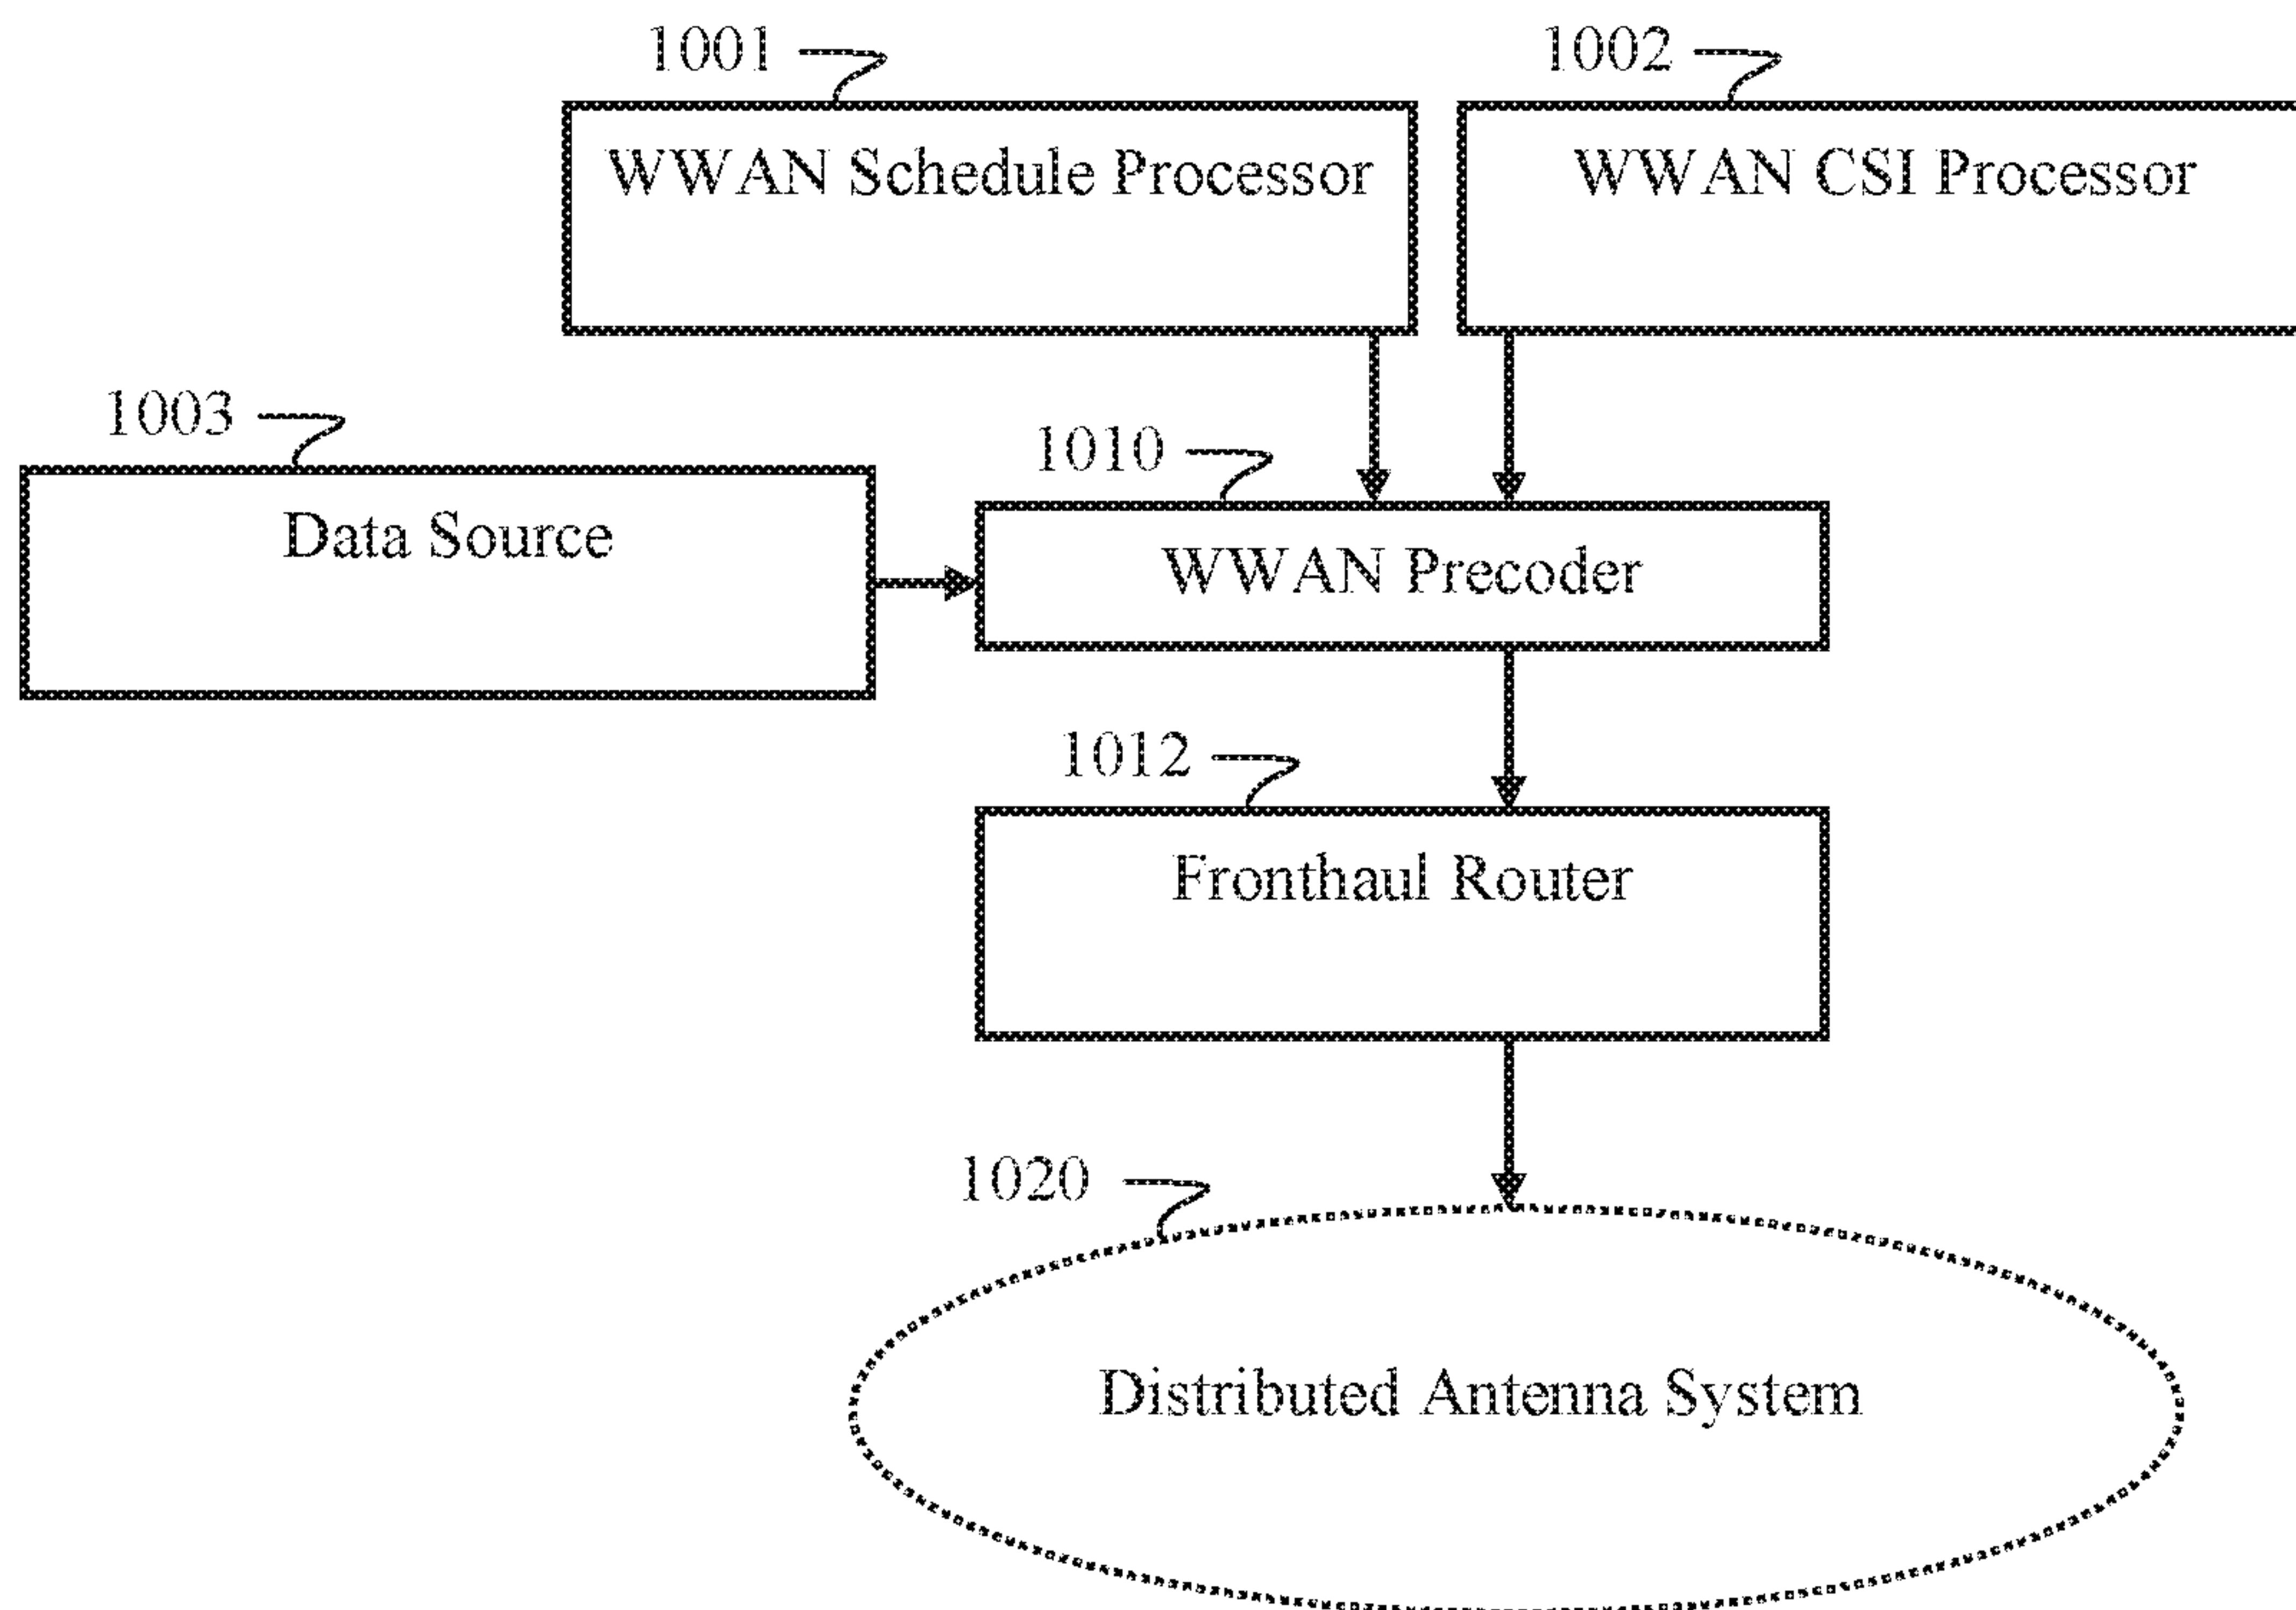 1001
1002
WWAN Schedule Processor
WWAN CSI Processor
1003
1010
Data Source
WWAN Precoder
1012
Fronthaul Router
1020
Distributed Antenna System